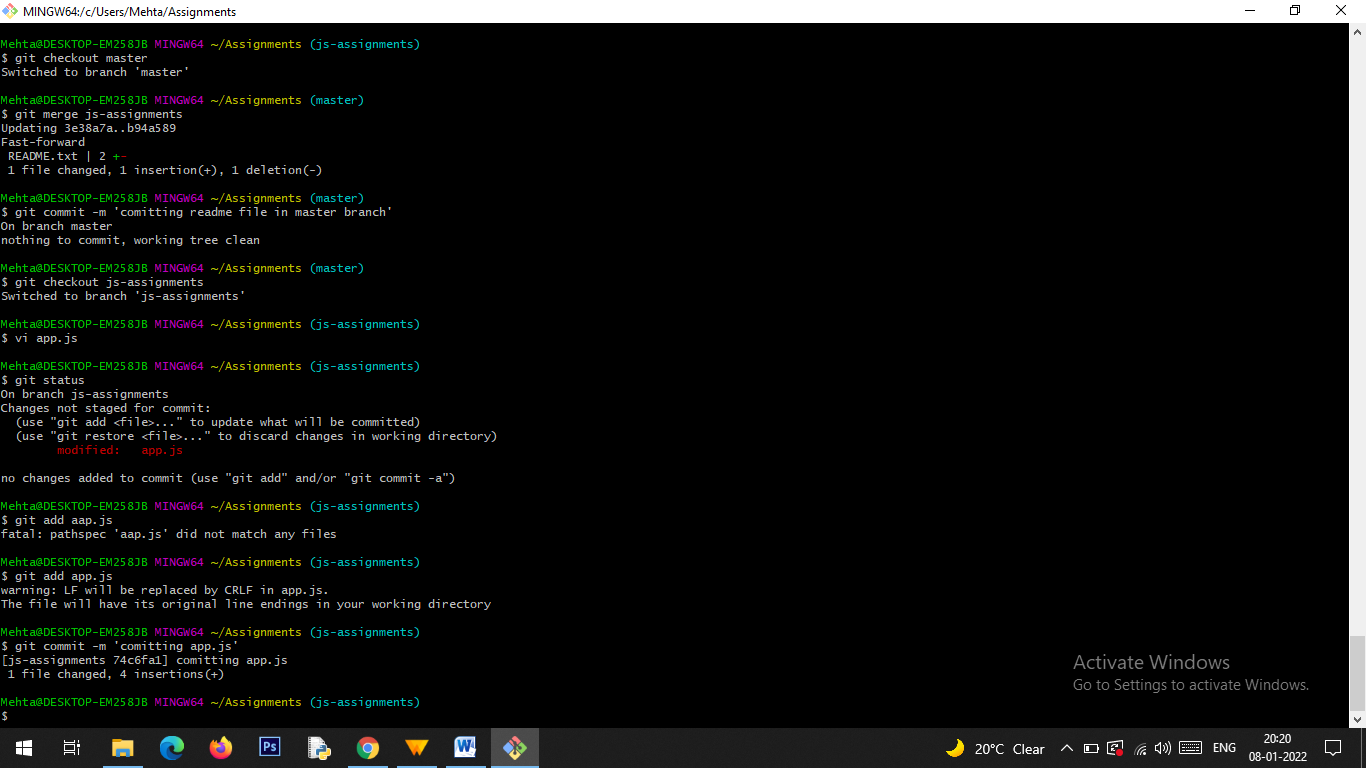 MINGW64:/c/Users/Mehta/Assignments
Mehta@DESKTOP-EM258JB MINGW64 ~/Assignments (js-assignments)
$ git checkout master
Switched to branch 'master'
Mehta@DESKTOP-EM258JB MINGW64 ~/Assignments (master)
$ git merge js-assignments
Updating 3e38a7a..b94a589
Fast-forward
README.txt | 2 +-
1 file changed, 1 insertion(+), 1 deletion(-)
Mehta@DESKTOP-EM258JB MINGW64 ~/Assignments (master)
$ git commit -m 'comitting readme file in master branch'
On branch master
nothing to commit, working tree clean
Mehta@DESKTOP-EM258JB MINGW64 ~/Assignments (master)
$ git checkout js-assignments
Switched to branch 'js-assignments'
Mehta@DESKTOP-EM258JB MINGW64 ~/Assignments (js-assignments)
$ vi app.js
Mehta@DESKTOP-EM258JB MINGW64 ~/Assignments (js-assignments)
$ git status
On branch js-assignments
Changes not staged for commit:
(use "git add <file>..." to update what will be committed)
(use "git restore <file>..." to discard changes in working directory)
modified:   app.js
no changes added to commit (use "git add" and/or "git commit -a")
Mehta@DESKTOP-EM258JB MINGW64 ~/Assignments (js-assignments)
$ git add aap.js
fatal: pathspec 'aap.js' did not match any files
Mehta@DESKTOP-EM258JB MINGW64 ~/Assignments (js-assignments)
$ git add app.js
warning: LF will be replaced by CRLF in app.js.
The file will have its original line endings in your working directory
Mehta@DESKTOP-EM258JB MINGW64 ~/Assignments (js-assignments)
$ git commit -m 'comitting app.js'
[js-assignments 74c6fa1] comitting app.js
1 file changed, 4 insertions(+)
Mehta@DESKTOP-EM258JB MINGW64 ~/Assignments (js-assignments)
$
Activate Windows
Go to Settings to activate Windows.
Ps
W
20°C Clear
ENG
20:20
08-01-2022